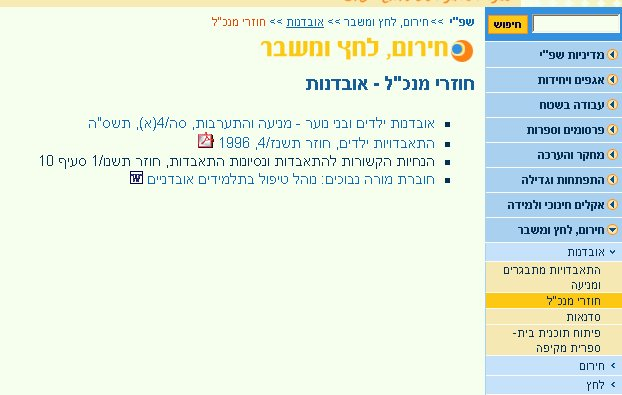 שפ"י >> חירום, לחץ ומשבר >> אובדנות >> חוזרי מנכ"ל
חירום, לחץ ומשבר
חוזרי מנכ"ל - אובדנות
אובדנות ילדים ובני נוער - מניעה והתערבות, סה/4(א), תשס"ה
התאבדויות ילדים, חוזר תשנז/4, 1996
הנחיות הקשורות להתאבדות ונסיונות התאבדות, חוזר תשנו/1 סעיף 10
חוברת מורה נבוכים: נוהל טיפול בתלמידים אובדניים
חיפוש
מדיניות שפ"י
אגפים ויחידות
עבודה בשטח
פרסומים וספרות
מחקר והערכה
התפתחות וגדילה
אקלים חינוכי ולמידה
חירום, לחץ ומשבר
אובדנות
התאבדויות מתבגרים
ומניעה
חוזרי מנכ"ל
סדנאות
פיתוח תוכנית בית-
ספרית מקיפה
חירום
לחץ